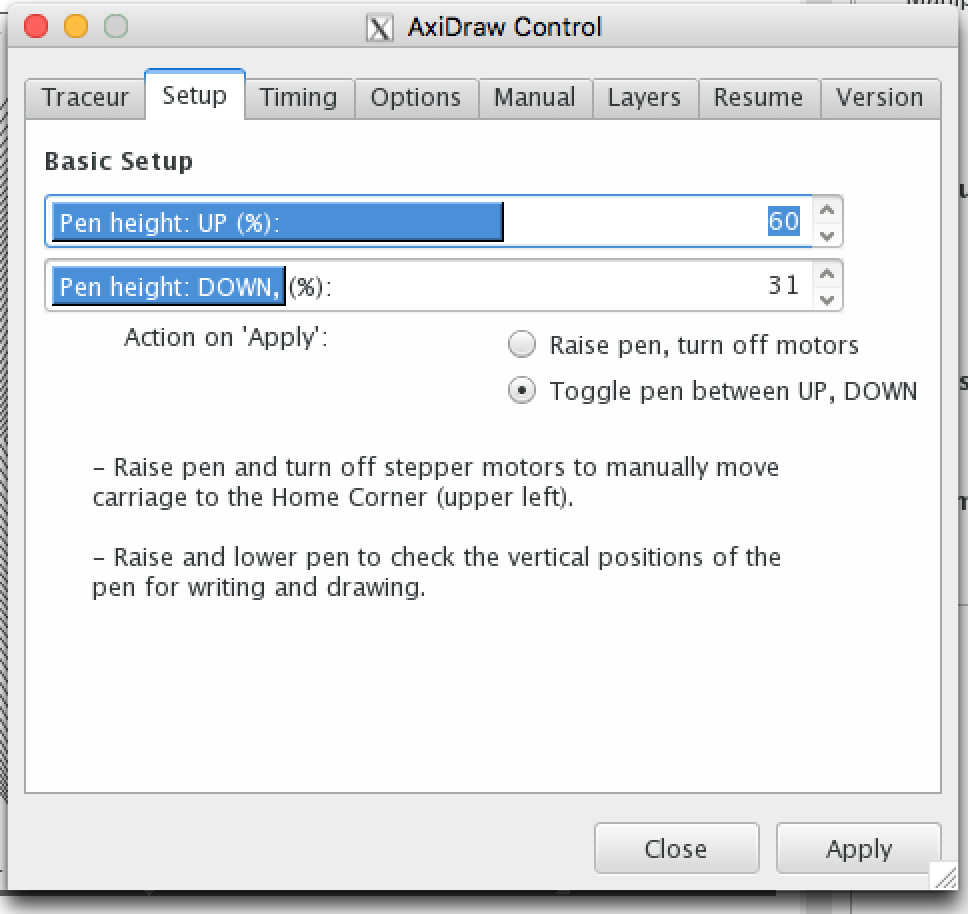 AxiDraw Control
Traceur Setup Timing Options Manual Layers Resume Version
Basic Setup
Pen height: UP (%): 60
Pen height: DOWN, (%): 31
Action on 'Apply':
Raise pen, turn off motors
Toggle pen between UP, DOWN
– Raise pen and turn off stepper motors to manually move
carriage to the Home Corner (upper left).
– Raise and lower pen to check the vertical positions of the
pen for writing and drawing.
Close Apply